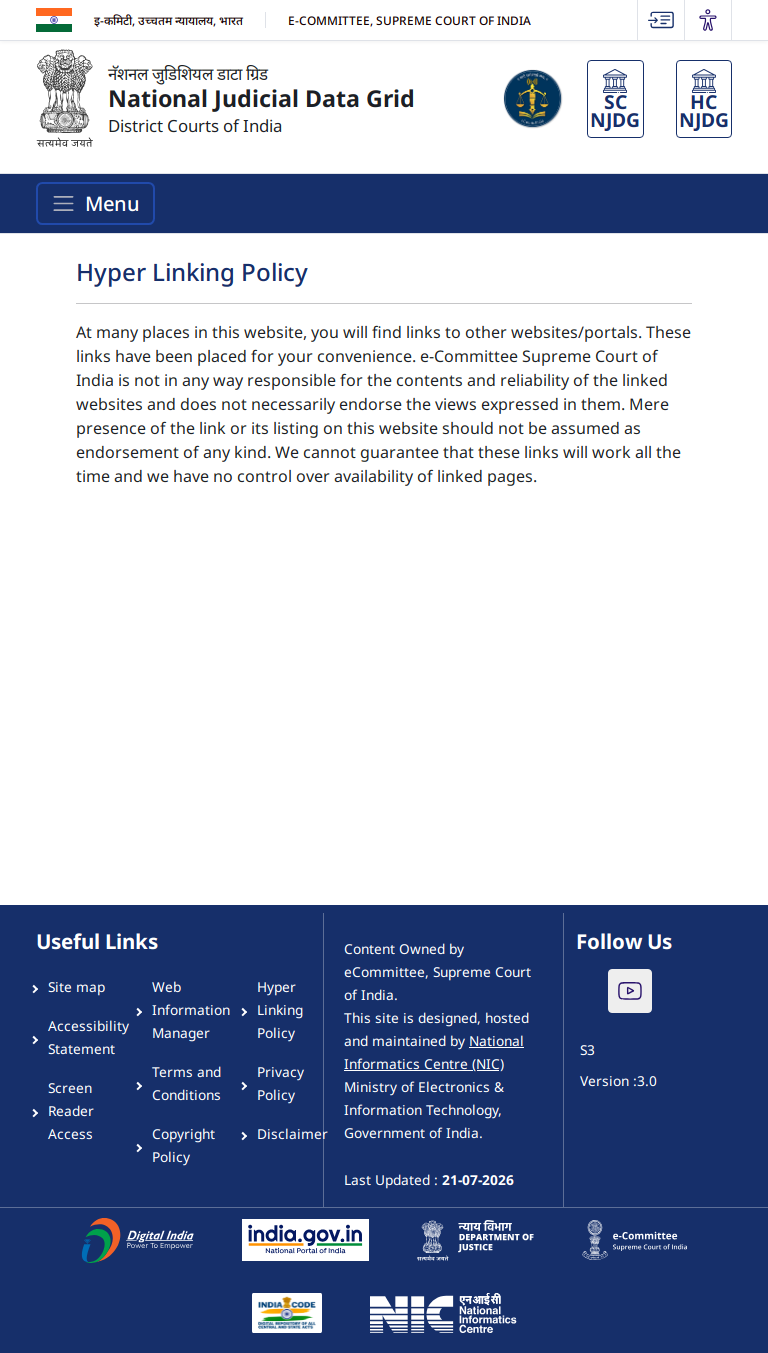 इ-कमिटी, उच्चतम न्यायालय, भारत
E-COMMITTEE, SUPREME COURT OF INDIA
सत्यमेव जयते
नॅशनल जुडिशियल डाटा ग्रिड
National Judicial Data Grid
District Courts of India
SC
NJDG
HC
NJDG
Menu
Hyper Linking Policy
At many places in this website, you will find links to other websites/portals. These
links have been placed for your convenience. e-Committee Supreme Court of
India is not in any way responsible for the contents and reliability of the linked
websites and does not necessarily endorse the views expressed in them. Mere
presence of the link or its listing on this website should not be assumed as
endorsement of any kind. We cannot guarantee that these links will work all the
time and we have no control over availability of linked pages.
Useful Links
Site map
Accessibility
Statement
Screen
Reader
Access
Web
Information
Manager
Terms and
Conditions
Copyright
Policy
Hyper
Linking
Policy
Privacy
Policy
Disclaimer
Content Owned by
eCommittee, Supreme Court
of India.
This site is designed, hosted
and maintained by National
Informatics Centre (NIC)
Ministry of Electronics &
Information Technology,
Government of India.
Last Updated : 21-07-2026
Follow Us
S3
Version :3.0
Digital India
Power To Empower
india.gov.in
National Portal of India
सत्यमेव जयते
न्याय विभाग
DEPARTMENT OF
JUSTICE
e-Committee
Supreme Court of India
INDIA CODE
DIGITAL REPOSITORY OF ALL
CENTRAL AND STATE ACTS
NIC
एनआईसी
National
Informatics
Centre